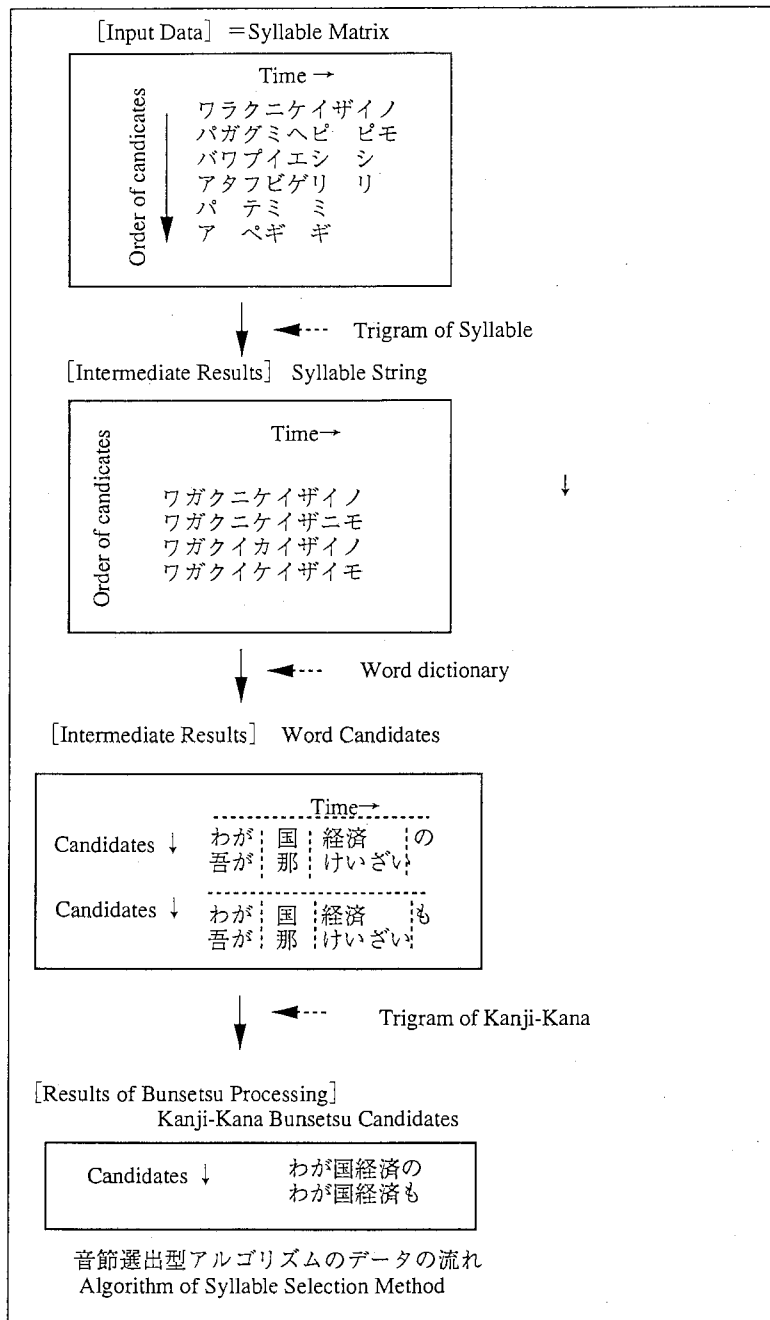 [Input Data] =Syllable Matrix
Time →
Order of candicates
ワラクニケイザイノ
パガグミヘピ ピモ
バワプイエシ シ
アタフビゲリ リ
パ テミ ミ
ア ペギ ギ
Trigram of Syllable
[Intermediate Results] Syllable String
Time→
Order of candicates
ワガクニケイザイノ
ワガクニケイザニモ
ワガクイカイザイノ
ワガクイケイザイモ
↓
Word dictionary
[Intermediate Results] Word Candidates
Time→
Candidates ↓ わが 国 経済 の
吾が 那 けいざい
Candidates ↓ わが 国 経済 も
吾が 那 けいざい
Trigram of Kanji-Kana
[Results of Bunsetsu Processing]
Kanji-Kana Bunsetsu Candidates
Candidates ↓ わが国経済の
わが国経済も
音節選出型アルゴリズムのデータの流れ
Algorithm of Syllable Selection Method